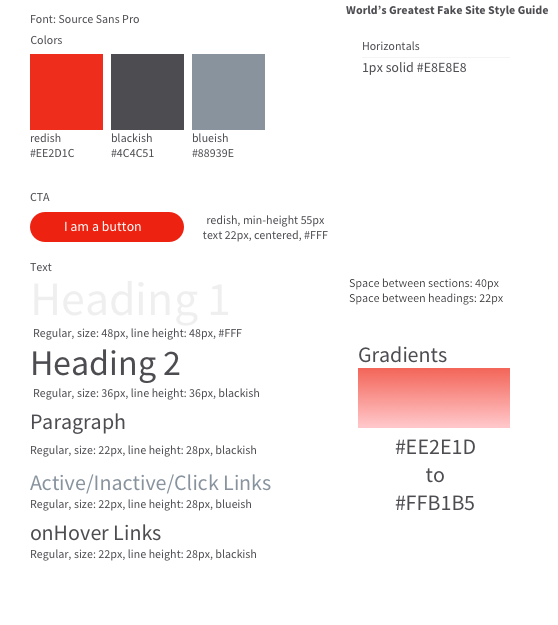 World's Greatest Fake Site Style Guide
Font: Source Sans Pro
Colors
redish
#EE2D1C
blackish
#4C4C51
blueish
#88939E
Horizontals
1px solid #E8E8E8
CTA
I am a button
redish, min-height 55px
text 22px, centered, #FFF
Text
Heading 1
Regular, size: 48px, line height: 48px, #FFF
Heading 2
Regular, size: 36px, line height: 36px, blackish
Paragraph
Regular, size: 22px, line height: 28px, blackish
Active/Inactive/Click Links
Regular, size: 22px, line height: 28px, blueish
onHover Links
Regular, size: 22px, line height: 28px, blackish
Space between sections: 40px
Space between headings: 22px
Gradients
#EE2E1D
to
#FFB1B5